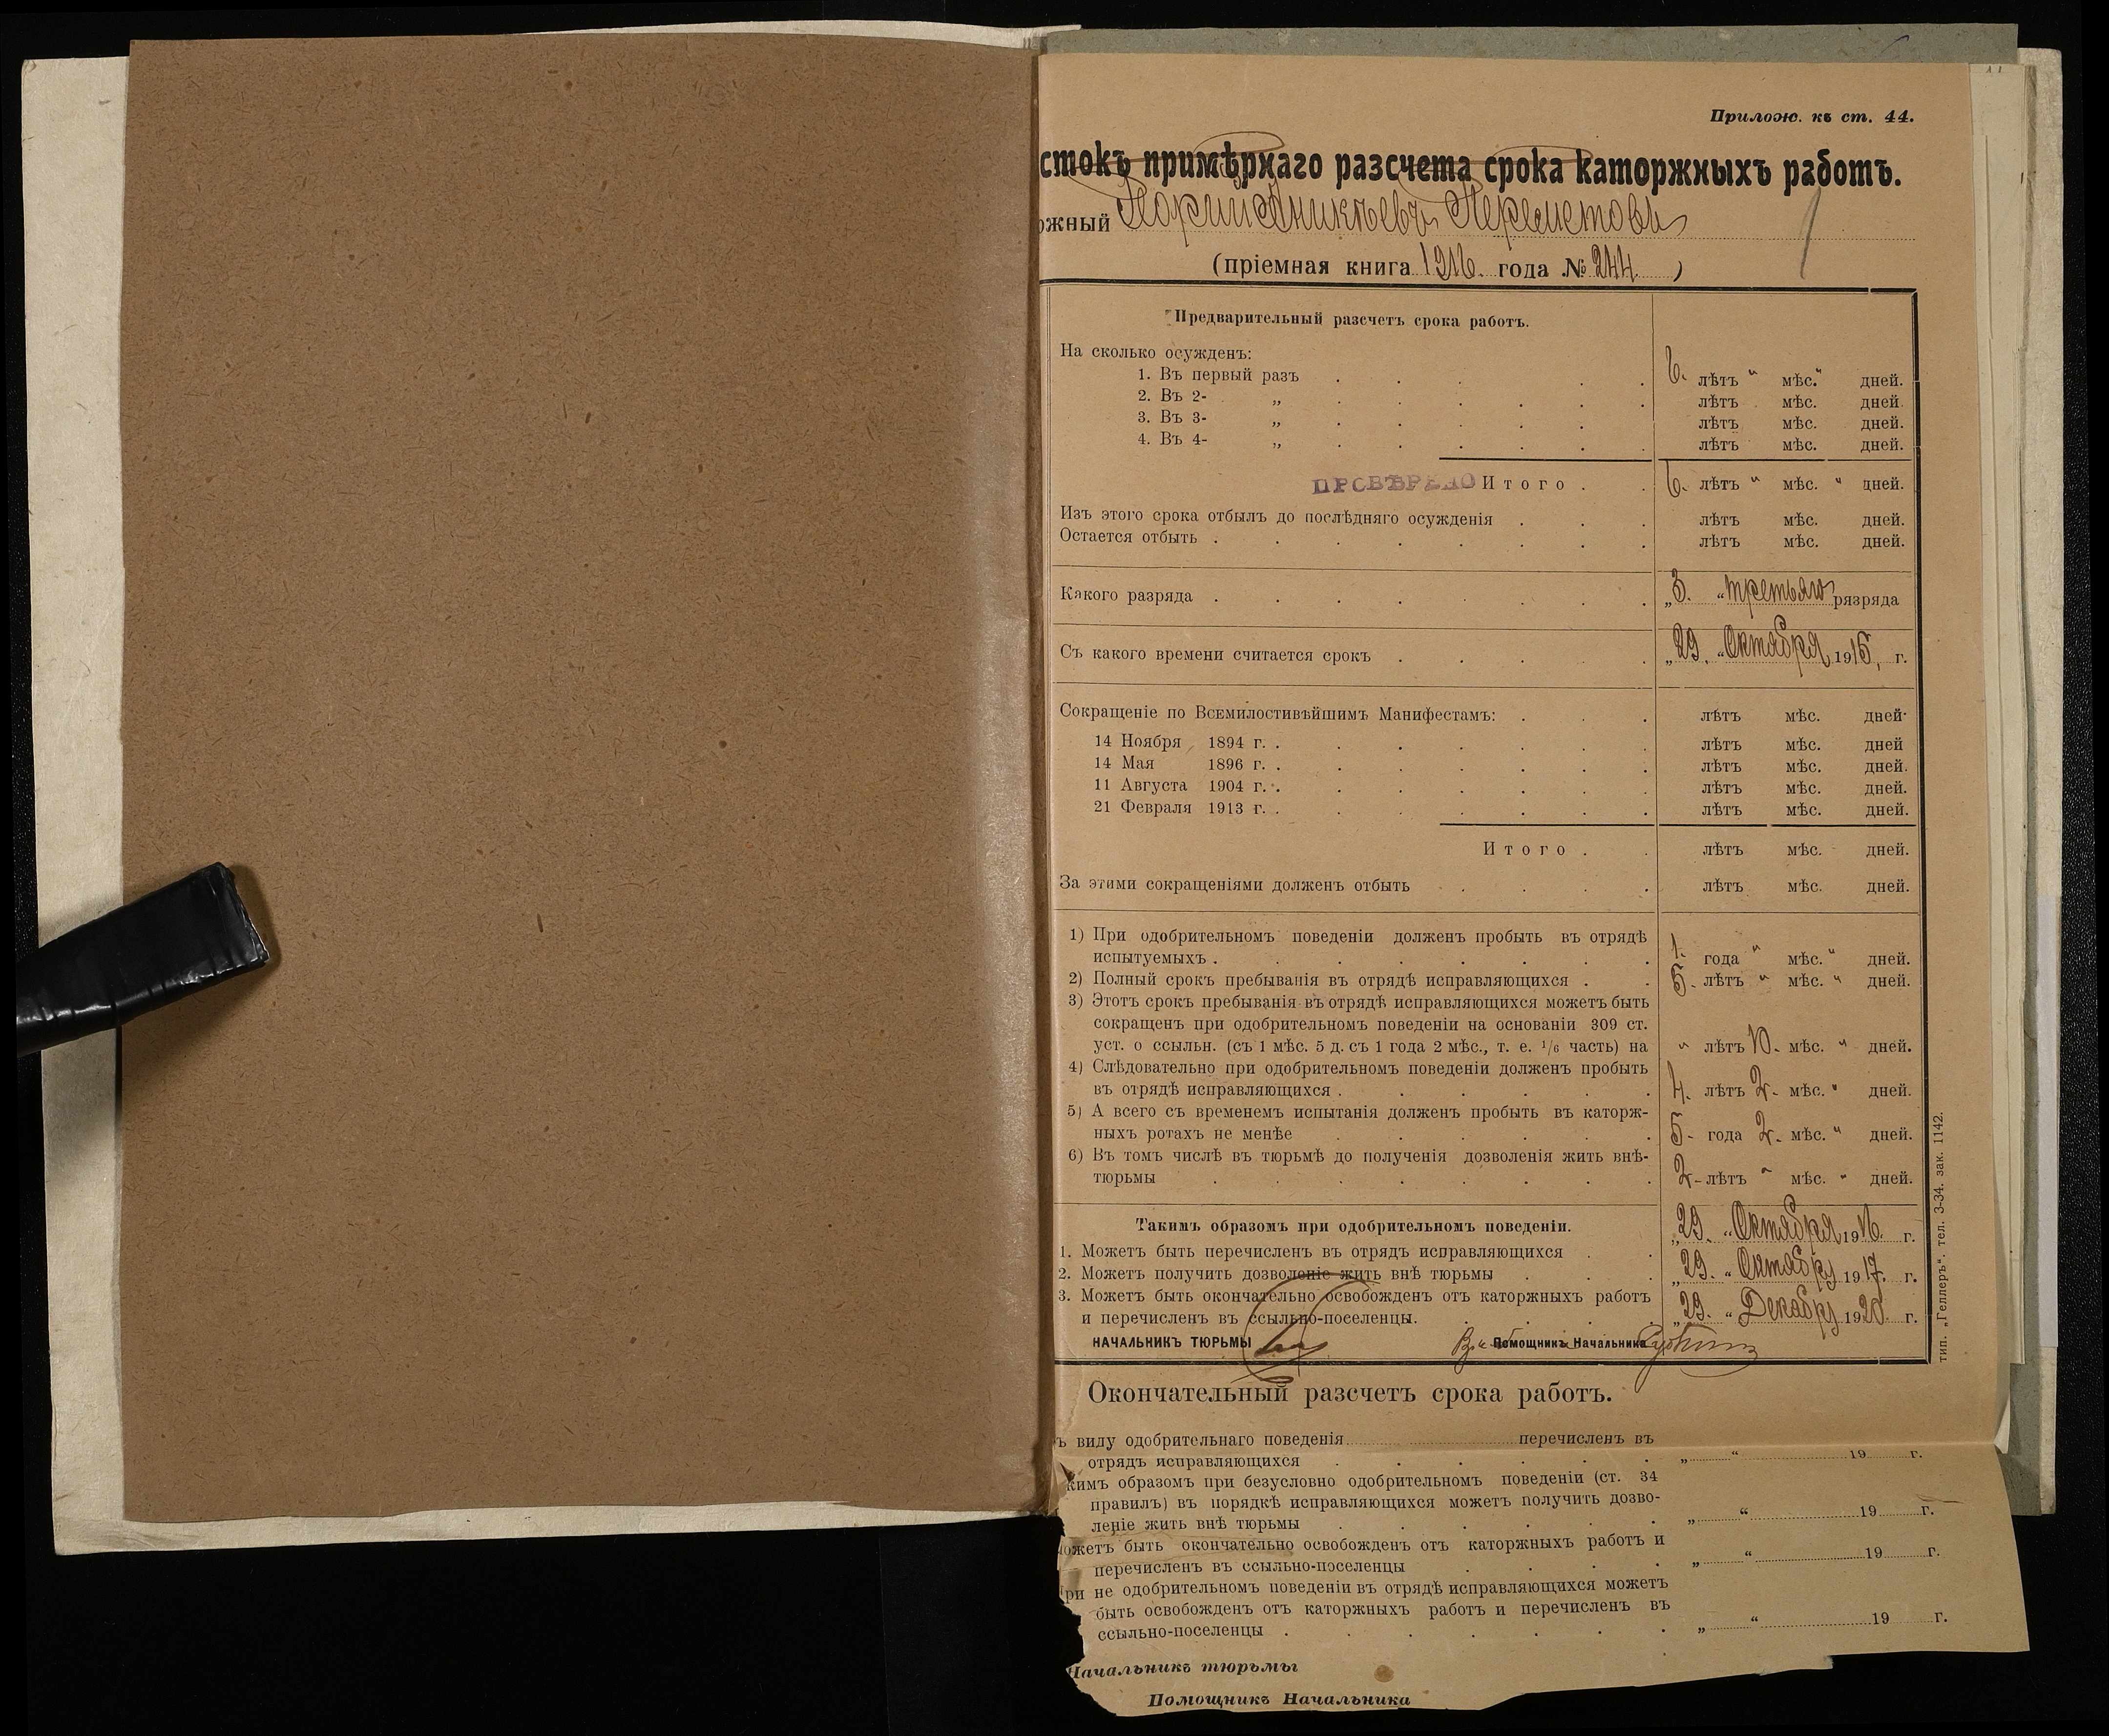 Прилож. къ ст. 44.
стокъ примѣрнаго разсчета срока каторжныхъ работъ.
ржный
(пріемная книга 1916. года № 244. )
Предварительный разсчетъ срока работъ.
На сколько осужденъ:
1. Въ первый разъ . . . . . 6. лѣтъ " мѣс. " дней.
2. Въ 2- „ . . . . . . лѣтъ мѣс. дней.
3. Въ 3- „ . . . . . лѣтъ мѣс. дней.
4. Въ 4- „ . . . . . . лѣтъ мѣс. дней.
ПРОВѢРЕНО Итого . . 6. лѣтъ " мѣс. " дней.
Изъ этого срока отбылъ до послѣдняго осужденія . . . лѣтъ мѣс. дней.
Остается отбыть . . . . . . . . лѣтъ мѣс. дней.
Какого разряда . . . . . . . . „3. “ третьяго разряда
Съ какого времени считается срокъ . . . . . „29. “ Октября 1915, г.
Сокращеніе по Всемилостивѣйшимъ Манифестамъ: . . . лѣтъ мѣс. дней.
14 Ноября 1894 г. . . . . . . . лѣтъ мѣс. дней
14 Мая 1896 г. . . . . . . . лѣтъ мѣс. дней.
11 Августа 1904 г. . . . . . . . лѣтъ мѣс. дней.
21 Февраля 1913 г. . . . . . . . лѣтъ мѣс. дней.
Итого . . лѣтъ мѣс. дней.
За этими сокращеніями долженъ отбыть . . . . лѣтъ мѣс. дней.
1) При одобрительномъ поведеніи долженъ пробыть въ отрядѣ
испытуемыхъ . . . . . . . . 1. года " мѣс. " дней.
2) Полный срокъ пребыванія въ отрядѣ исправляющихся . . 5. лѣтъ " мѣс. " дней.
3) Этотъ срокъ пребыванія въ отрядѣ исправляющихся можетъ быть
сокращенъ при одобрительномъ поведеніи на основаніи 309 ст.
уст. о ссыльн. (съ 1 мѣс. 5 д. съ 1 года 2 мѣс., т. е. 1/6 часть) на " лѣтъ 10. мѣс. " дней.
4) Слѣдовательно при одобрительномъ поведеніи долженъ пробыть
въ отрядѣ исправляющихся . . . . . . 4. лѣтъ 2. мѣс. " дней.
5) А всего съ временемъ испытанія долженъ пробыть въ каторж-
ныхъ ротахъ не менѣе . . . . . . 5. года 2. мѣс. " дней.
6) Въ томъ числѣ въ тюрьмѣ до полученія дозволенія жить внѣ-
тюрьмы . . . . . . . . 2. лѣтъ " мѣс. " дней.
Такимъ образомъ при одобрительномъ поведеніи.
1. Можетъ быть перечисленъ въ отрядъ исправляющихся . . „29. “ Октября 1916. г.
2. Можетъ получить дозволеніе жить внѣ тюрьмы . . . „29. “ Октября 1917. г.
3. Можетъ быть окончательно освобожденъ отъ каторжныхъ работъ
и перечисленъ въ ссыльно-поселенцы. . . . . „29. “ Декабря 1920. г.
НАЧАЛЬНИКЪ ТЮРЬМЫ Помощникъ Начальника
тип. „Геллеръ“. тел. 3-34. зак. 1142.
Окончательный разсчетъ срока работъ.
ъ виду одобрительнаго поведенія перечисленъ въ
отрядъ исправляющихся . . . . . . „ “ 19 г.
кимъ образомъ при безусловно одобрительномъ поведеніи (ст. 34
правилъ) въ порядкѣ исправляющихся можетъ получить дозво-
леніе жить внѣ тюрьмы . . . . . . „ “ 19 г.
ожетъ быть окончательно освобожденъ отъ каторжныхъ работъ и
перечисленъ въ ссыльно-поселенцы . . . . „ “ 19 г.
ри не одобрительномъ поведеніи въ отрядѣ исправляющихся можетъ
быть освобожденъ отъ каторжныхъ работъ и перечисленъ въ
ссыльно-поселенцы . . . . . . . „ “ 19 г.
Начальникъ тюрьмы
Помощникъ Начальника